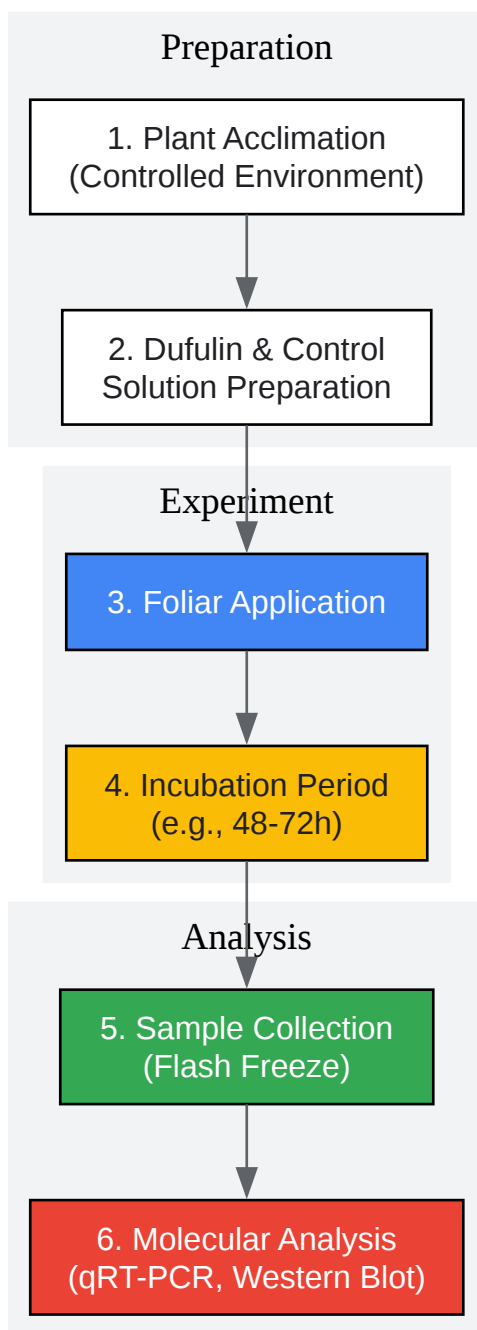 Preparation
1. Plant Acclimation
(Controlled Environment)
2. Dufulin & Control
Solution Preparation
Experiment
3. Foliar Application
4. Incubation Period
(e.g., 48-72h)
Analysis
5. Sample Collection
(Flash Freeze)
6. Molecular Analysis
(qRT-PCR, Western Blot)